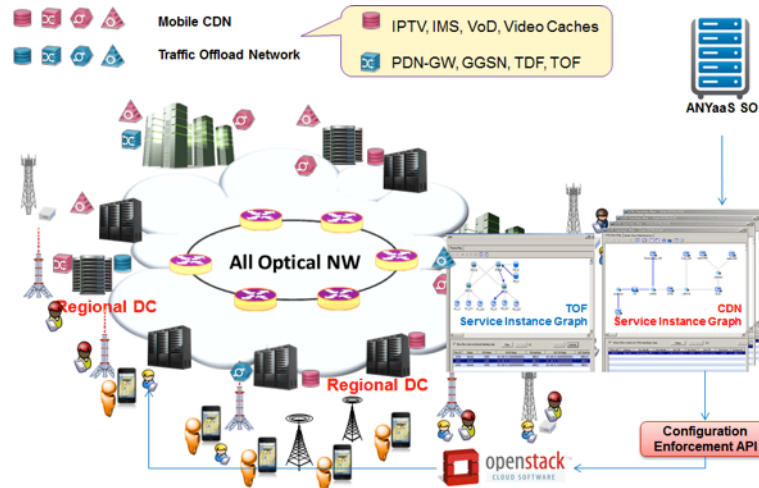 Mobile CDN
Traffic Offload Network
IPTV, IMS, VoD, Video Caches
PDN-GW, GGSN, TDF, TOF
ANYaaS SO
All Optical NW
Regional DC
TOF
Service Instance Graph
CDN
Service Instance Graph
Regional DC
Configuration
Enforcement API
openstack
CLOUD SOFTWARE